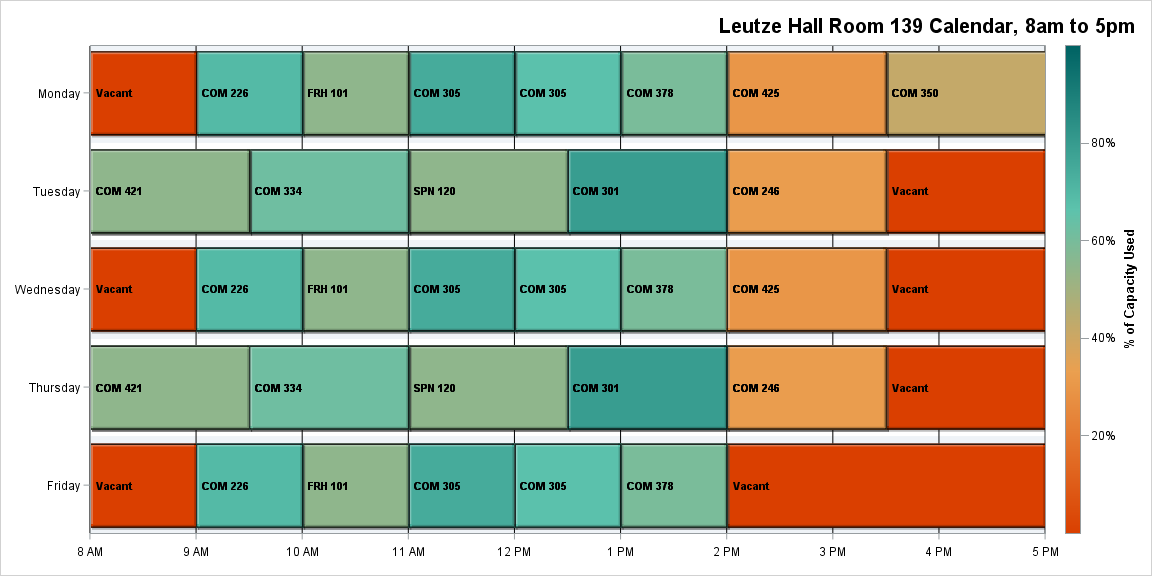 Leutze Hall Room 139 Calendar, 8am to 5pm
Monday
Vacant
COM 226
FRH 101
COM 305
COM 305
COM 378
COM 425
COM 350
Tuesday
COM 421
COM 334
SPN 120
COM 301
COM 246
Vacant
Wednesday
Vacant
COM 226
FRH 101
COM 305
COM 305
COM 378
COM 425
Vacant
Thursday
COM 421
COM 334
SPN 120
COM 301
COM 246
Vacant
Friday
Vacant
COM 226
FRH 101
COM 305
COM 305
COM 378
Vacant
8 AM
9 AM
10 AM
11 AM
12 PM
1 PM
2 PM
3 PM
4 PM
5 PM
80%
60%
40%
20%
% of Capacity Used